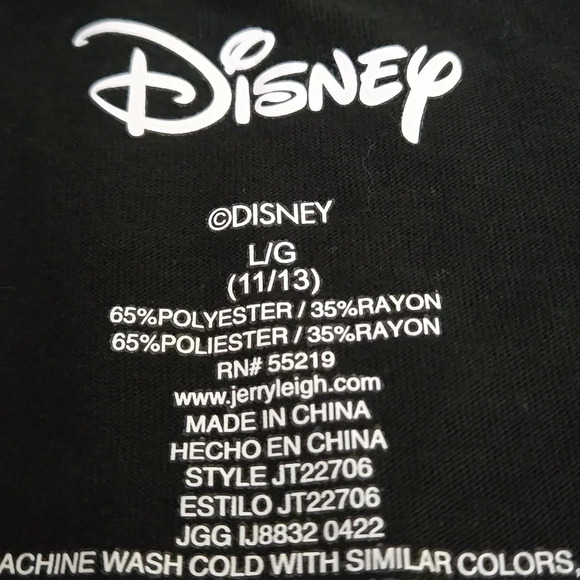 Disney
©DISNEY
L/G
(11/13)
65%POLYESTER / 35%RAYON
65%POLIESTER / 35%RAYON
RN# 55219
www.jerryleigh.com
MADE IN CHINA
HECHO EN CHINA
STYLE JT22706
ESTILO JT22706
JGG IJ8832 0422
ACHINE WASH COLD WITH SIMILAR COLORS,